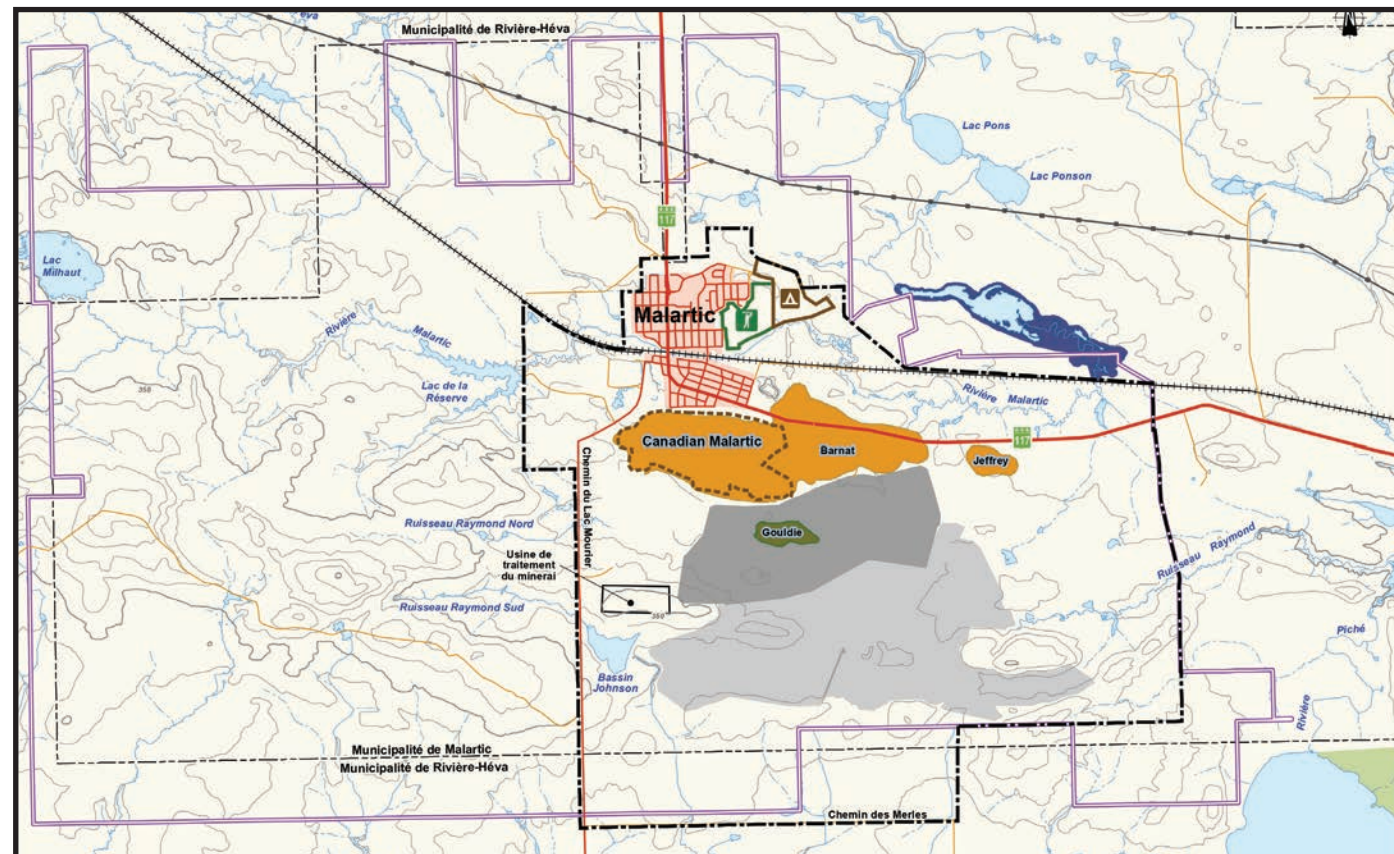 Municipalité de Rivière-Héva
Lac Pons
Lac Ponson
117
Lac
Milhaut
Malartic
Rivière Malartic
Lac de la
Réserve
350
Rivière Malartic
Canadian Malartic
Barnat
117
Jeffrey
Chemin du Lac Mourier
Ruisseau Raymond Nord
Gouldie
Usine de
traitement
du minerai
Ruisseau Raymond
Ruisseau Raymond Sud
350
Piché
Rivière
Bassin
Johnson
Municipalité de Malartic
Municipalité de Rivière-Héva
Chemin des Merles